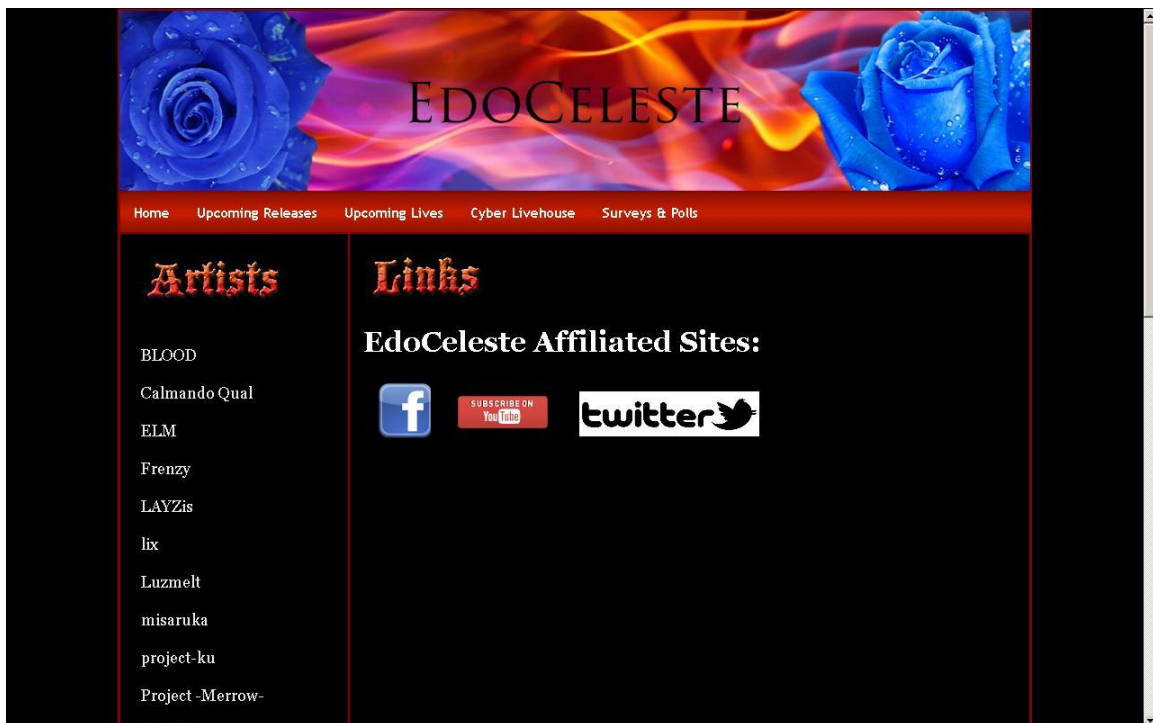 EDOCELESTE
Home Upcoming Releases Upcoming Lives Cyber Livehouse Surveys & Polls
Artists
BLOOD
Calmando Qual
ELM
Frenzy
LAYZis
lix
Luzmelt
misaruka
project-ku
Project -Merrow-
Links
EdoCeleste Affiliated Sites:
f
SUBSCRIBE ON
YouTube
twitter